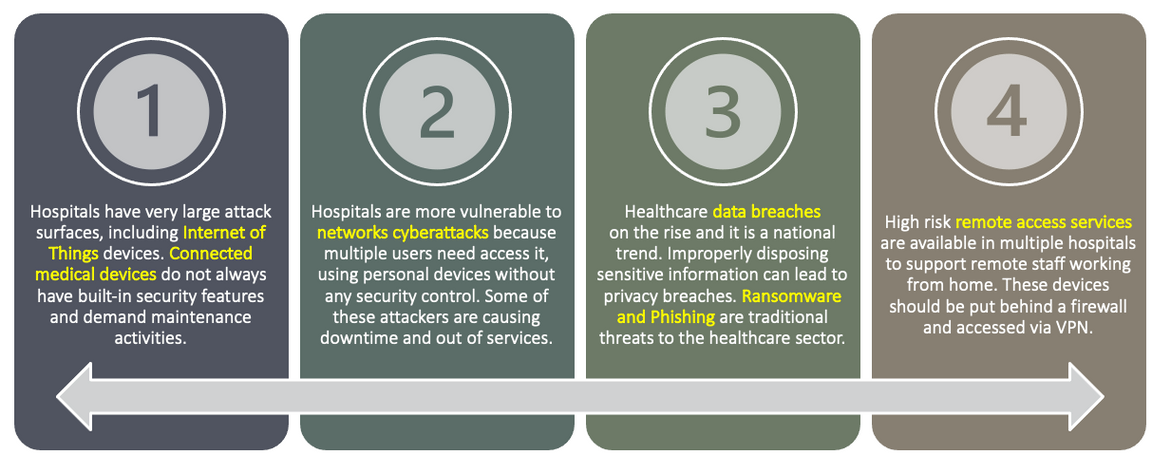 1
Hospitals have very large attack
surfaces, including Internet of
Things devices. Connected
medical devices do not always
have built-in security features
and demand maintenance
activities.
2
Hospitals are more vulnerable to
networks cyberattacks because
multiple users need access it,
using personal devices without
any security control. Some of
these attackers are causing
downtime and out of services.
3
Healthcare data breaches
on the rise and it is a national
trend. Improperly disposing
sensitive information can lead to
privacy breaches. Ransomware
and Phishing are traditional
threats to the healthcare sector.
4
High risk remote access services
are available in multiple hospitals
to support remote staff working
from home. These devices
should be put behind a firewall
and accessed via VPN.